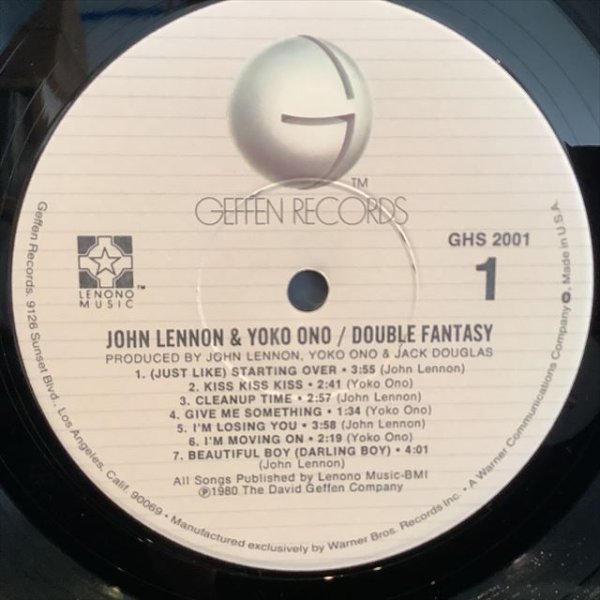 G
TM
GEFFEN RECORDS
LENONO
MUSIC
TM
GHS 2001
1
JOHN LENNON & YOKO ONO / DOUBLE FANTASY
PRODUCED BY JOHN LENNON, YOKO ONO & JACK DOUGLAS
1. (JUST LIKE) STARTING OVER • 3:55 (John Lennon)
2. KISS KISS KISS • 2:41 (Yoko Ono)
3. CLEANUP TIME • 2:57 (John Lennon)
4. GIVE ME SOMETHING • 1:34 (Yoko Ono)
5. I'M LOSING YOU • 3:58 (John Lennon)
6. I'M MOVING ON • 2:19 (Yoko Ono)
7. BEAUTIFUL BOY (DARLING BOY) • 4:01
(John Lennon)
All Songs Published by Lenono Music-BMI
Ⓟ1980 The David Geffen Company
Geffen Records. 9126 Sunset Blvd., Los Angeles, Calif. 90069 • Manufactured exclusively by Warner Bros. Records Inc. • A Warner Communications Company. Made in U.S.A.